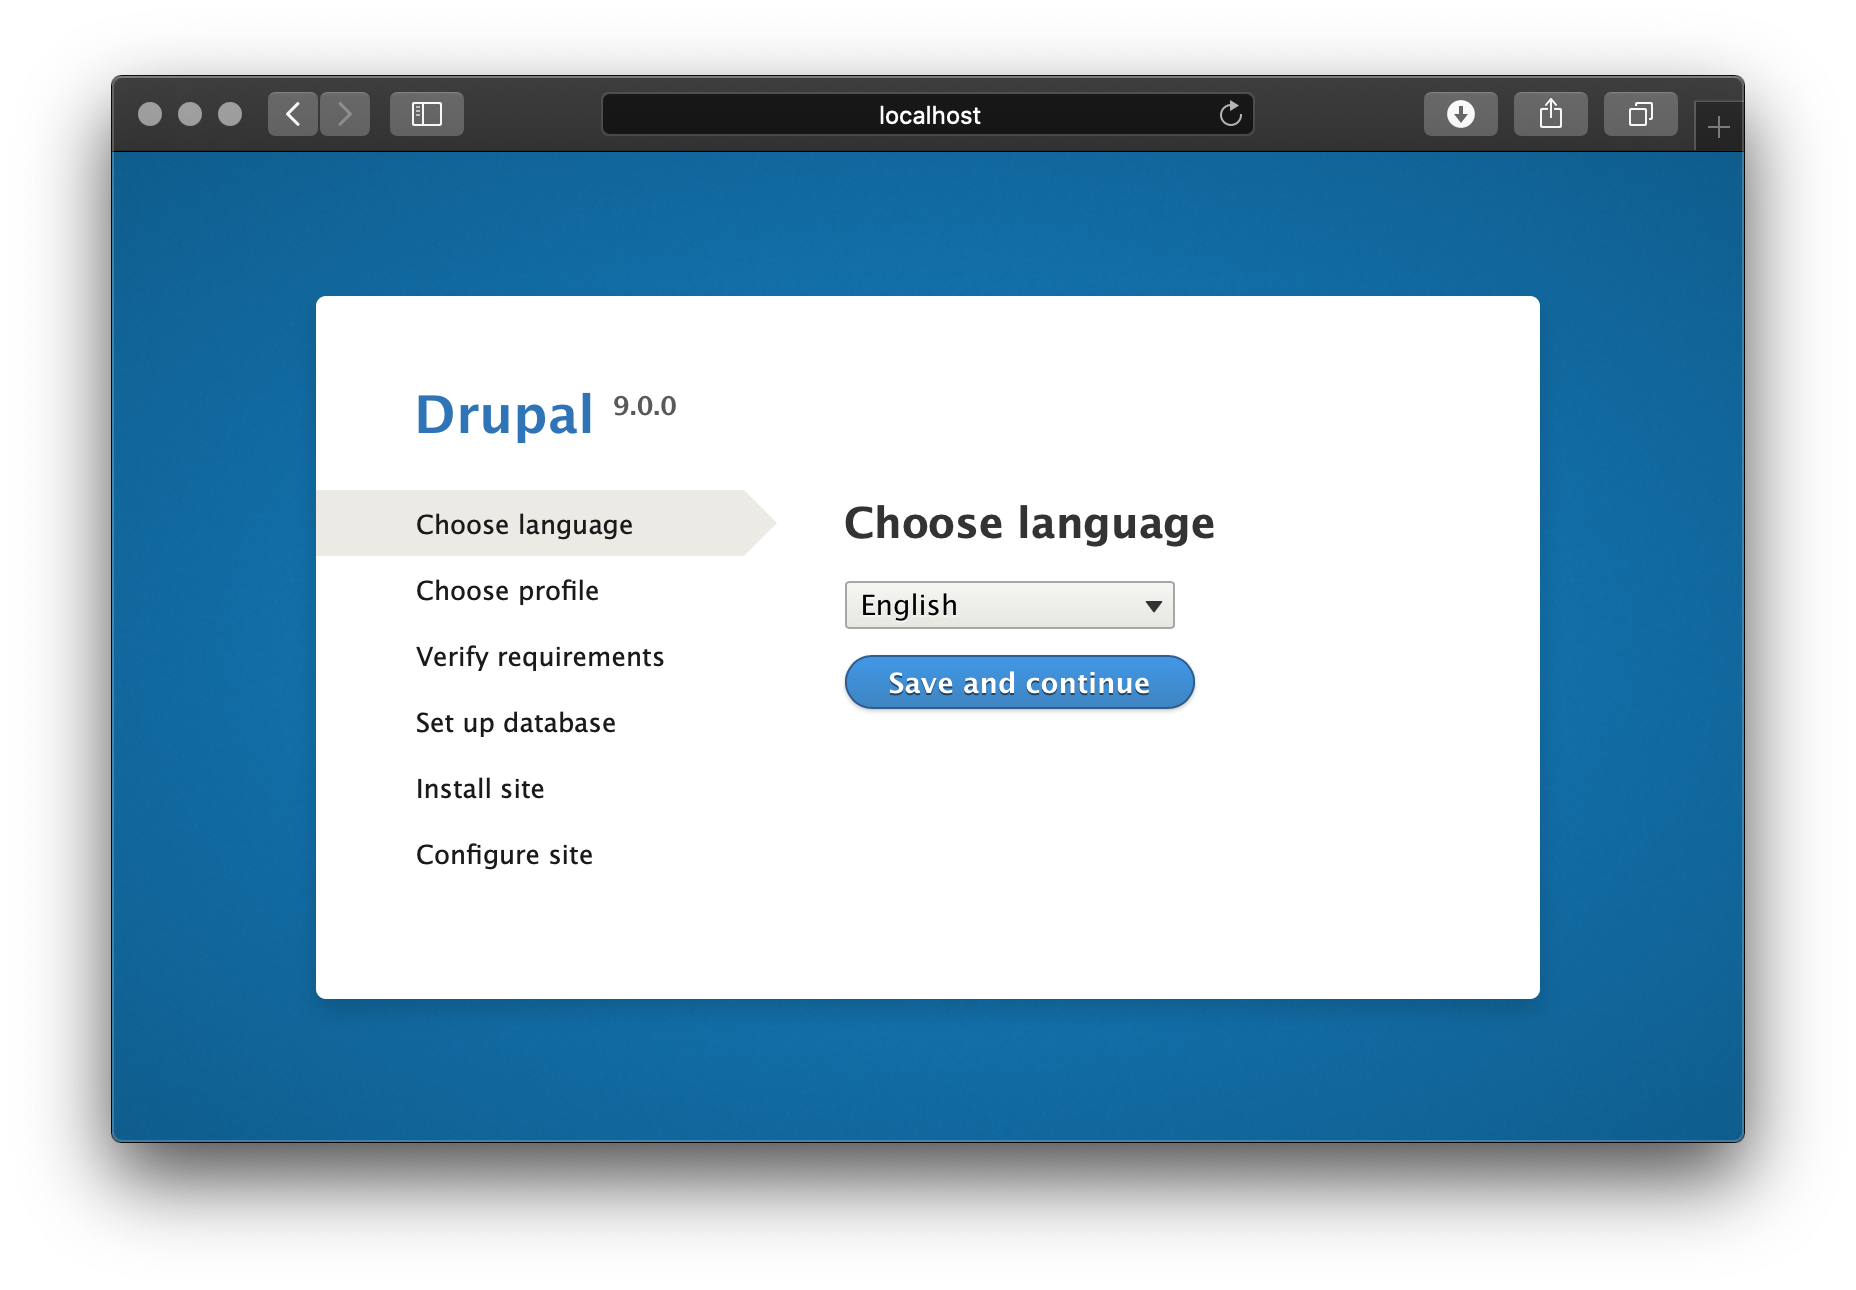 localhost
Drupal 9.0.0
Choose language
Choose profile
Verify requirements
Set up database
Install site
Configure site
Choose language
English
Save and continue